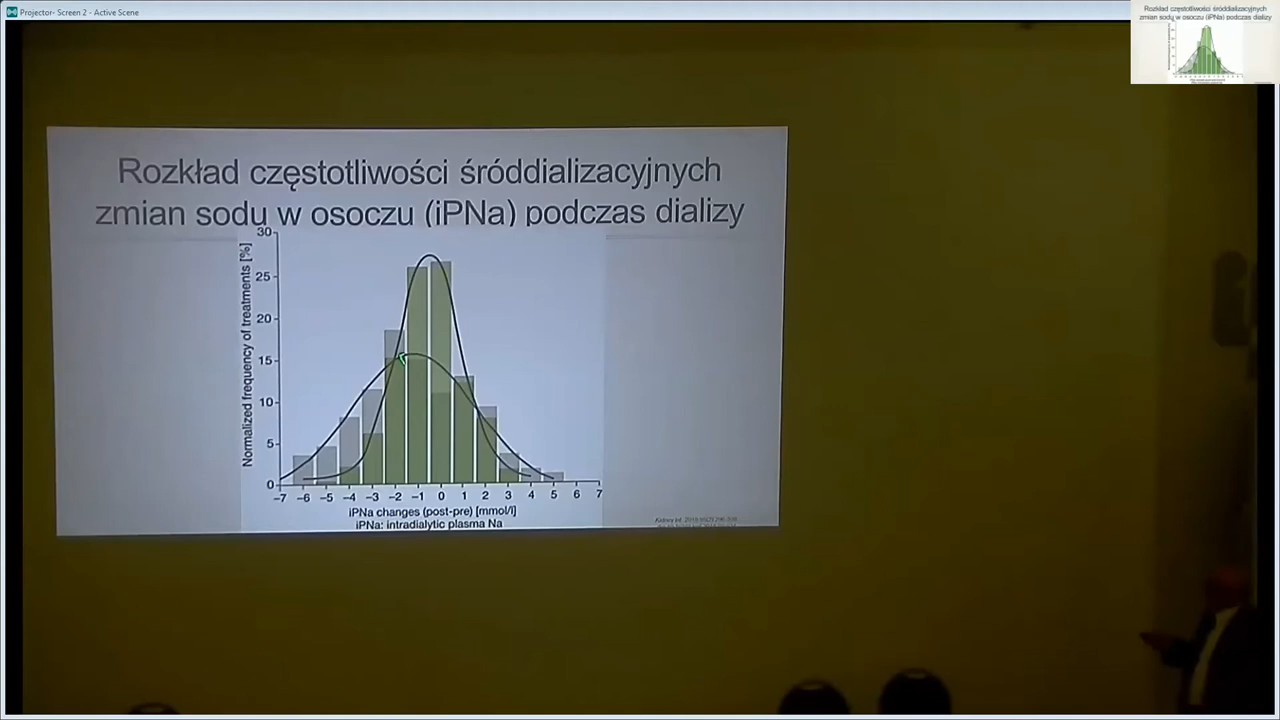 Projector- Screen 2 - Active Scene
Rozkład częstotliwości śróddializacyjnych
zmian sodu w osoczu (iPNa) podczas dializy
Rozkład częstotliwości śróddializacyjnych
zmian sodu w osoczu (iPNa) podczas dializy
Normalized frequency of treatments [%]
30
25
20
15
10
5
0
–7 –6 –5 –4 –3 –2 –1 0 1 2 3 4 5 6 7
iPNa changes (post-pre) [mmol/l]
iPNa: intradialytic plasma Na